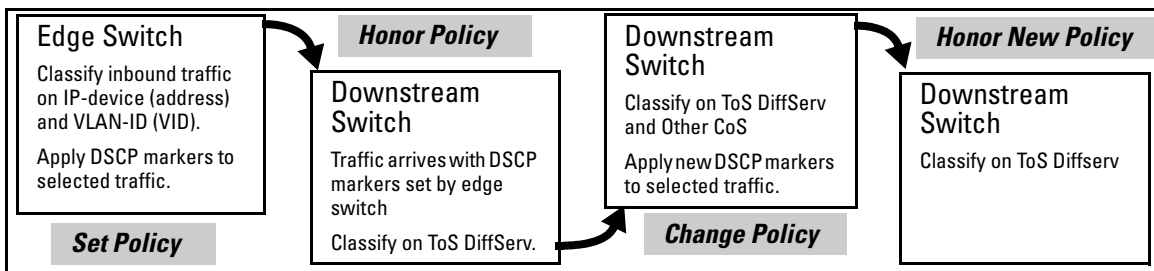 Edge Switch
Classify inbound traffic
on IP-device (address)
and VLAN-ID (VID).
Apply DSCP markers to
selected traffic.
Set Policy
Honor Policy
Downstream
Switch
Traffic arrives with DSCP
markers set by edge
switch
Classify on ToS DiffServ.
Downstream
Switch
Classify on ToS DiffServ
and Other CoS
Apply new DSCP markers
to selected traffic.
Change Policy
Honor New Policy
Downstream
Switch
Classify on ToS Diffserv